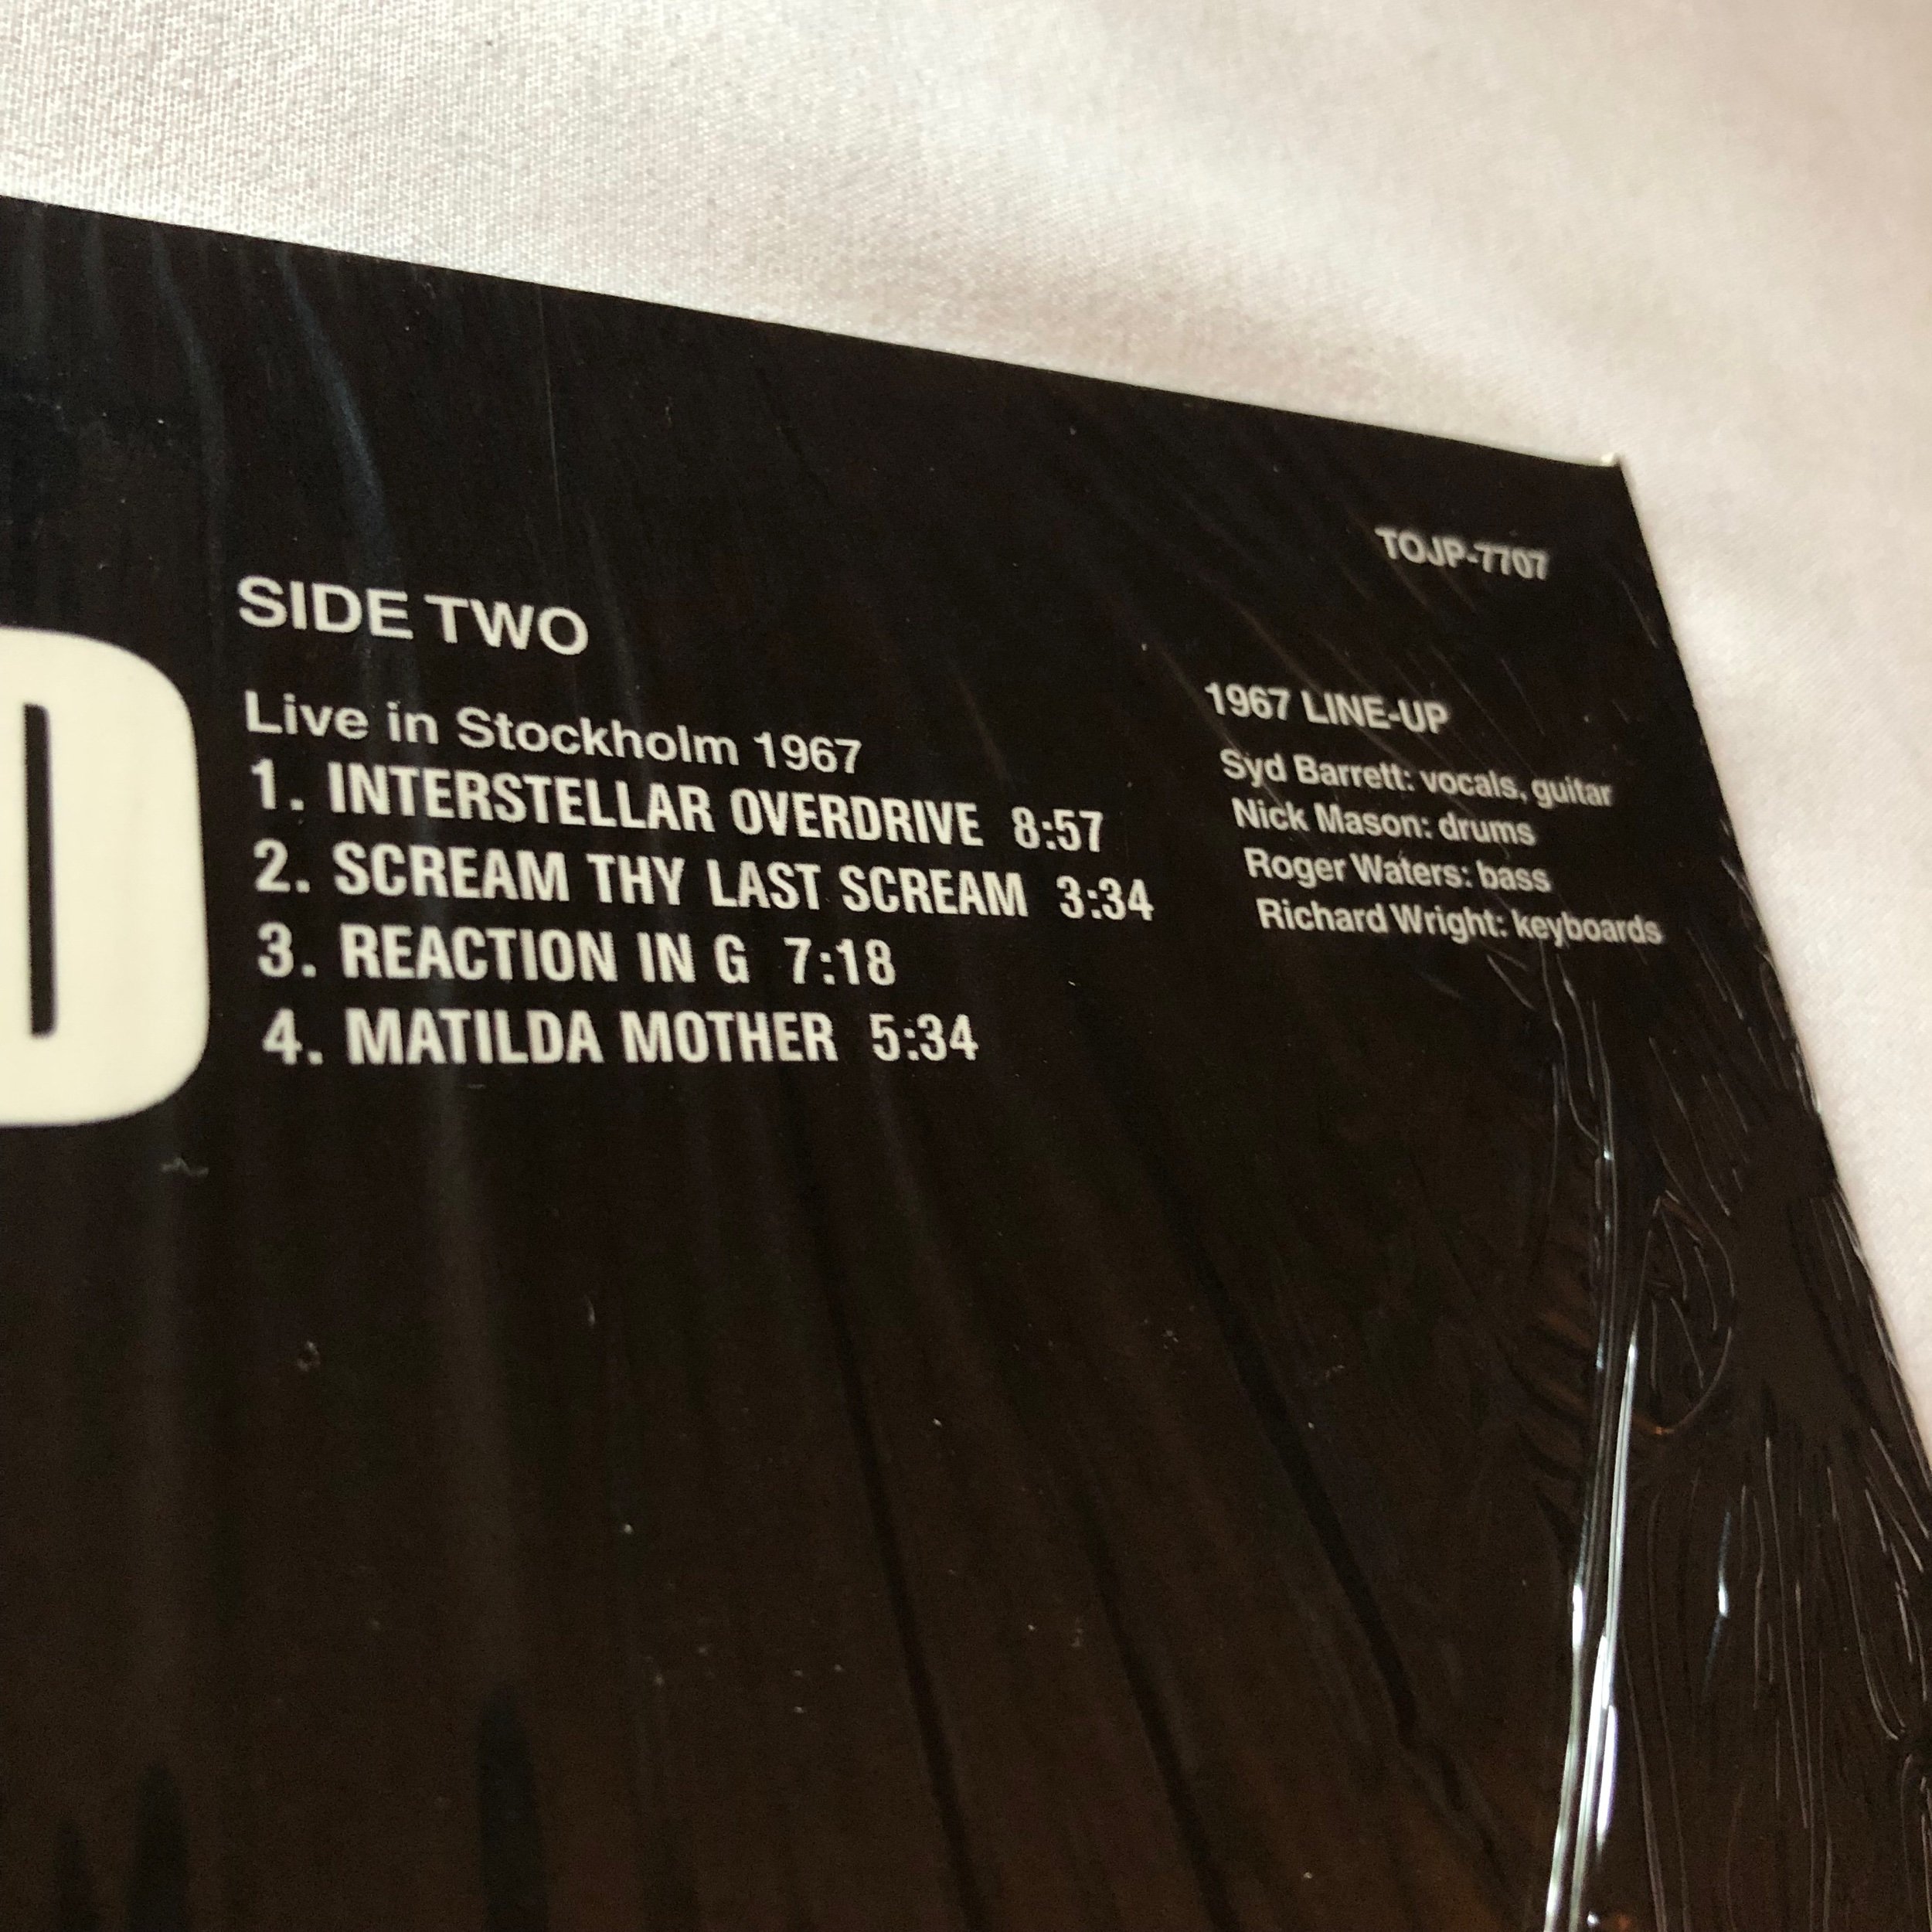 TOJP-7707
D
SIDE TWO
Live in Stockholm 1967
1. INTERSTELLAR OVERDRIVE 8:57
2. SCREAM THY LAST SCREAM 3:34
3. REACTION IN G 7:18
4. MATILDA MOTHER 5:34
1967 LINE-UP
Syd Barrett: vocals, guitar
Nick Mason: drums
Roger Waters: bass
Richard Wright: keyboards